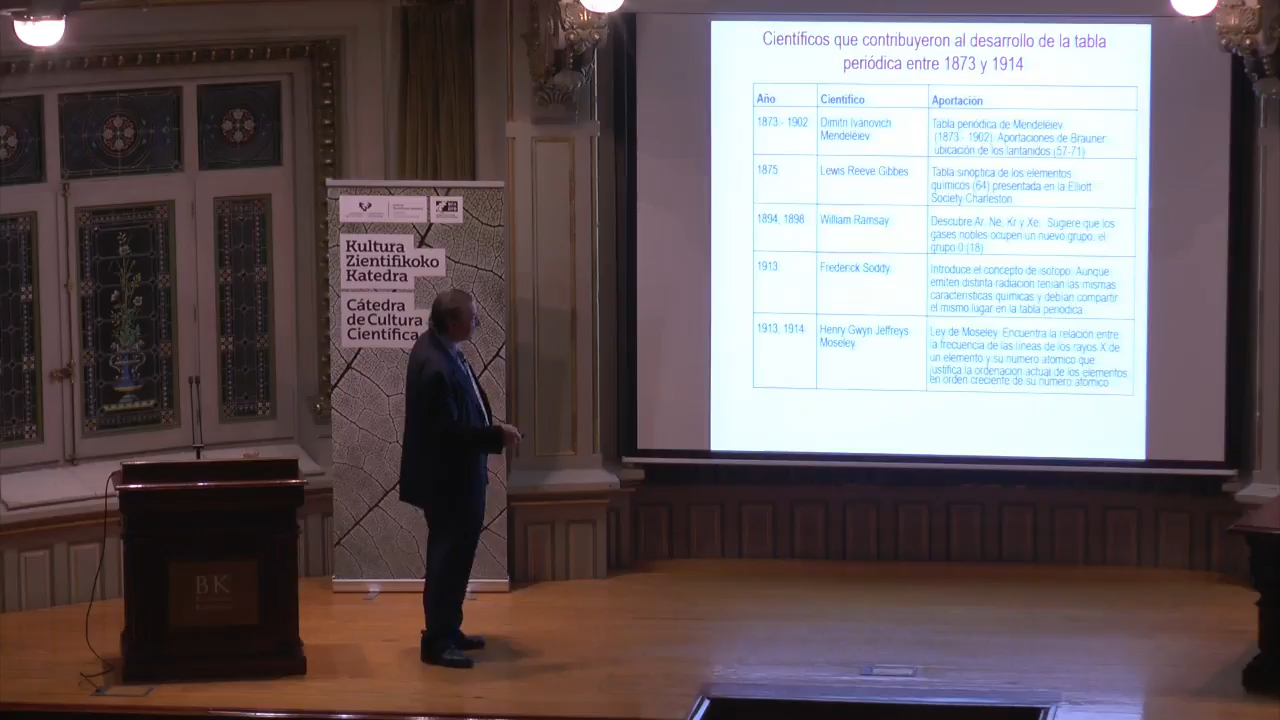 Científicos que contribuyeron al desarrollo de la tabla
periódica entre 1873 y 1914
Año
Científico
Aportación
1873 - 1902
Dimitri Ivánovich
Mendeléiev
Tabla periódica de Mendeléiev
(1873 - 1902). Aportaciones de Brauner:
ubicación de los lantánidos (57-71)
1875
Lewis Reeve Gibbes
Tabla sinóptica de los elementos
químicos (64) presentada en la Elliott
Society Charleston
1894, 1898
William Ramsay
Descubre Ar, Ne, Kr y Xe. Sugiere que los
gases nobles ocupen un nuevo grupo, el
grupo 0 (18)
1913
Frederick Soddy
Introduce el concepto de isótopo. Aunque
emiten distinta radiación tenían las mismas
características químicas y debían compartir
el mismo lugar en la tabla periódica
1913, 1914
Henry Gwyn Jeffreys
Moseley
Ley de Moseley. Encuentra la relación entre
la frecuencia de las líneas de los rayos X de
un elemento y su número atómico que
justifica la ordenación actual de los elementos
en orden creciente de su número atómico
Kultura
Zientifikoko
Katedra
Cátedra
de Cultura
Científica
BK